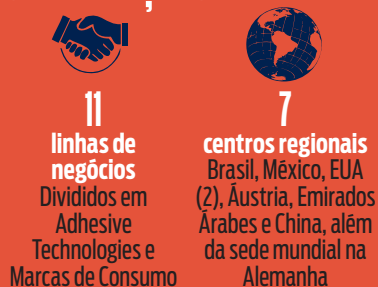 11
linhas de
negócios
Divididos em
Adhesive
Technologies e
Marcas de Consumo
7
centros regionais
Brasil, México, EUA
(2), Áustria, Emirados
Árabes e China, além
da sede mundial na
Alemanha